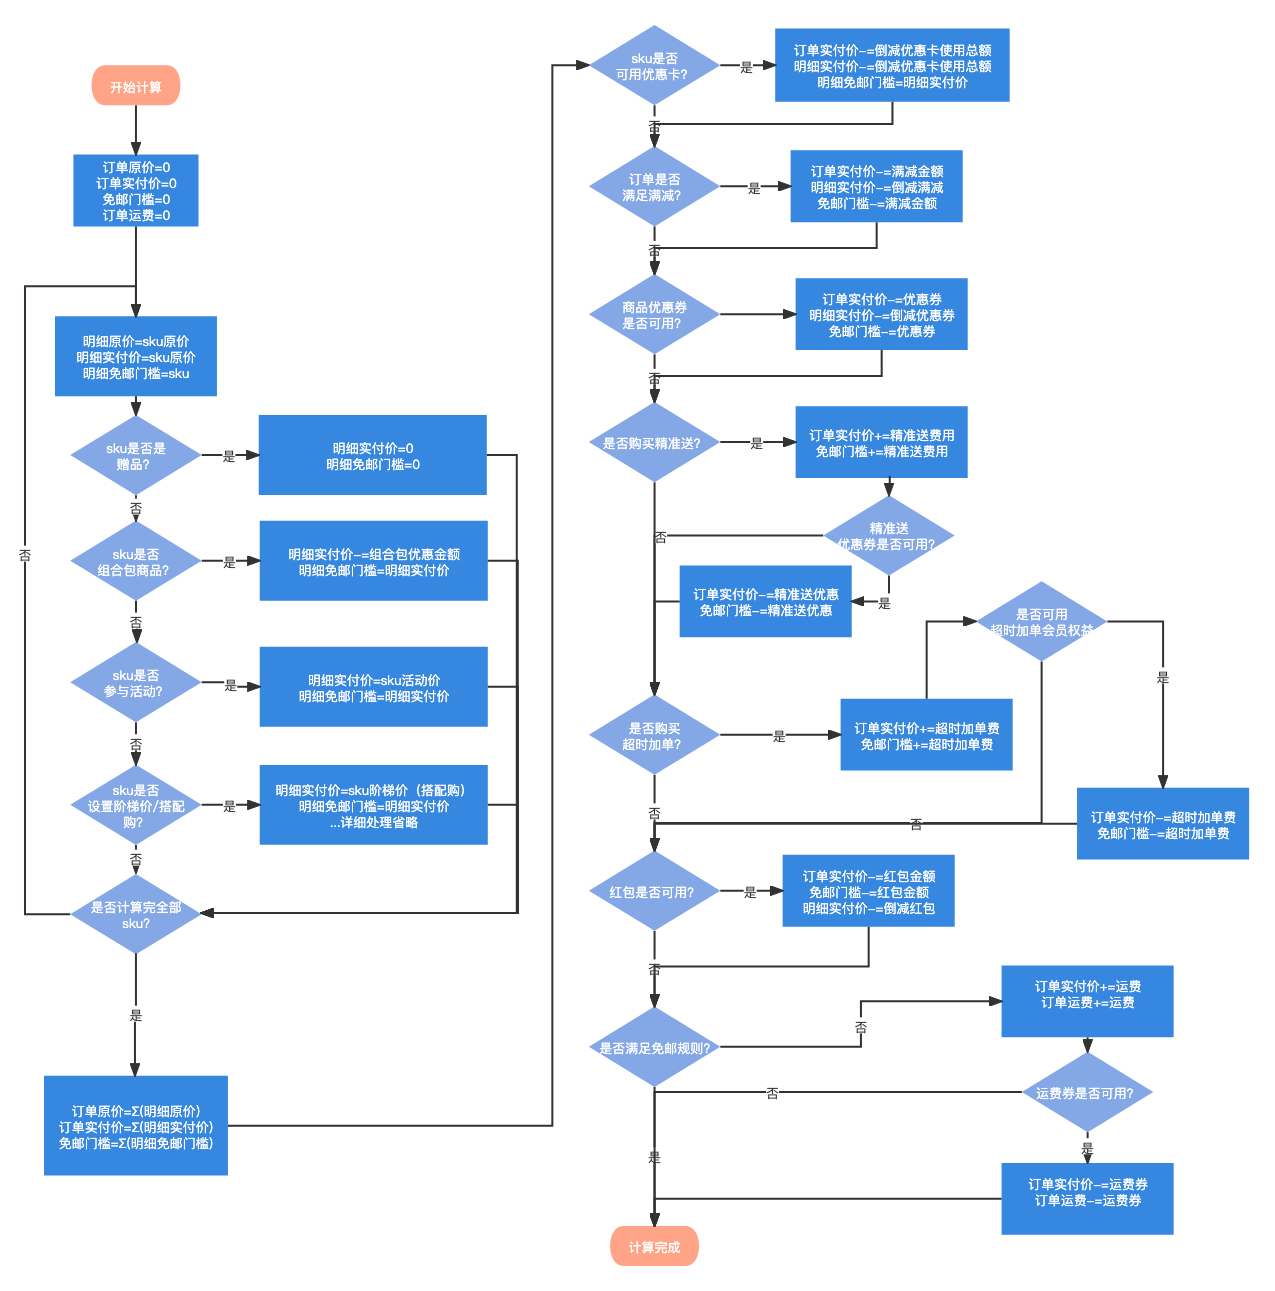 开始计算
订单原价=0
订单实付价=0
免邮门槛=0
订单运费=0
明细原价=sku原价
明细实付价=sku原价
明细免邮门槛=sku
sku是否是
赠品?
是
明细实付价=0
明细免邮门槛=0
否
sku是否
组合包商品?
是
明细实付价-=组合包优惠金额
明细免邮门槛=明细实付价
否
否
sku是否
参与活动?
是
明细实付价=sku活动价
明细免邮门槛=明细实付价
否
sku是否
设置阶梯价/搭配
购?
是
明细实付价=sku阶梯价（搭配购）
明细免邮门槛=明细实付价
...详细处理省略
否
是否计算完全部
sku?
是
订单原价=Σ(明细原价)
订单实付价=Σ(明细实付价)
免邮门槛=Σ(明细免邮门槛)
sku是否
可用优惠卡?
是
订单实付价-=倒减优惠卡使用总额
明细实付价-=倒减优惠卡使用总额
明细免邮门槛=明细实付价
否
订单是否
满足满减?
是
订单实付价-=满减金额
明细实付价-=倒减满减
免邮门槛-=满减金额
否
商品优惠券
是否可用?
订单实付价-=优惠券
明细实付价-=倒减优惠券
免邮门槛-=优惠券
否
是否购买精准送?
是
订单实付价+=精准送费用
免邮门槛+=精准送费用
精准送
优惠券是否可用?
否
是
订单实付价-=精准送优惠
免邮门槛-=精准送优惠
是否可用
超时加单会员权益
是
是否购买
超时加单?
是
订单实付价+=超时加单费
免邮门槛+=超时加单费
否
否
订单实付价-=超时加单费
免邮门槛-=超时加单费
红包是否可用?
是
订单实付价-=红包金额
免邮门槛-=红包金额
明细实付价-=倒减红包
否
是否满足免邮规则?
否
订单实付价+=运费
订单运费+=运费
运费券是否可用?
否
是
是
订单实付价-=运费券
订单运费-=运费券
计算完成